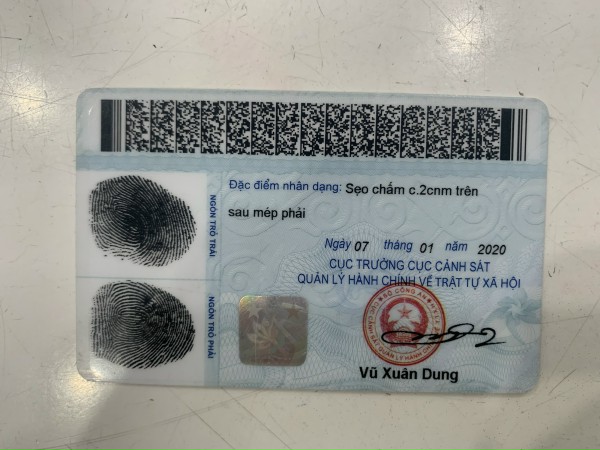 Đặc điểm nhân dạng: Sẹo chấm c.2cnm trên
sau mép phải
Ngày 07 tháng 01 năm 2020
CỤC TRƯỞNG CỤC CẢNH SÁT
QUẢN LÝ HÀNH CHÍNH VỀ TRẬT TỰ XÃ HỘI
Vũ Xuân Dung
NGÓN TRỎ TRÁI
NGÓN TRỎ PHẢI
BỘ CÔNG AN